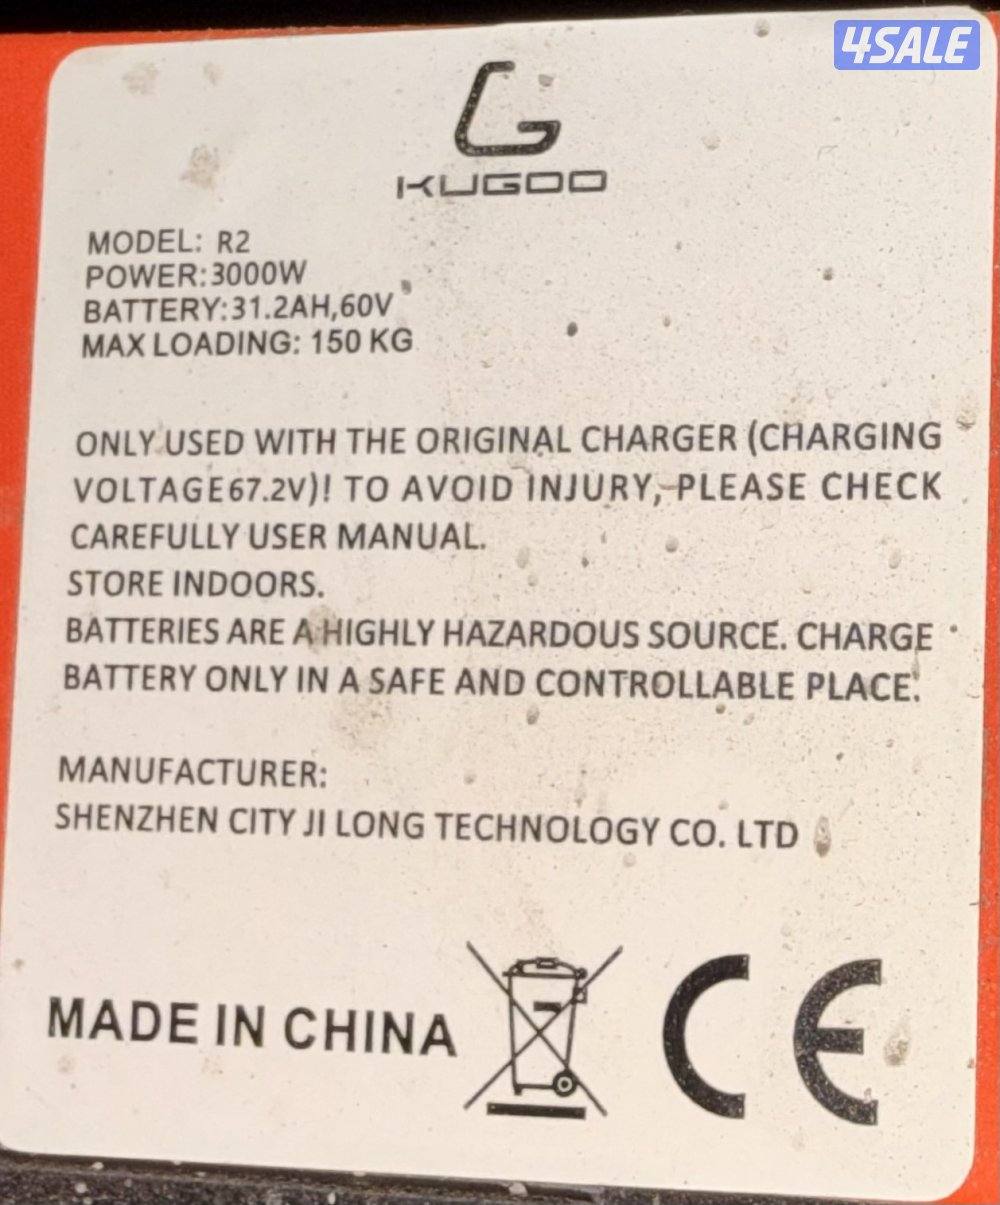 4SALE
KUGOO
MODEL: R2
POWER:3000W
BATTERY:31.2AH,60V
MAX LOADING: 150 KG
ONLY USED WITH THE ORIGINAL CHARGER (CHARGING
VOLTAGE67.2V)! TO AVOID INJURY, PLEASE CHECK
CAREFULLY USER MANUAL.
STORE INDOORS.
BATTERIES ARE A HIGHLY HAZARDOUS SOURCE. CHARGE
BATTERY ONLY IN A SAFE AND CONTROLLABLE PLACE.
MANUFACTURER:
SHENZHEN CITY JI LONG TECHNOLOGY CO. LTD
MADE IN CHINA
CE